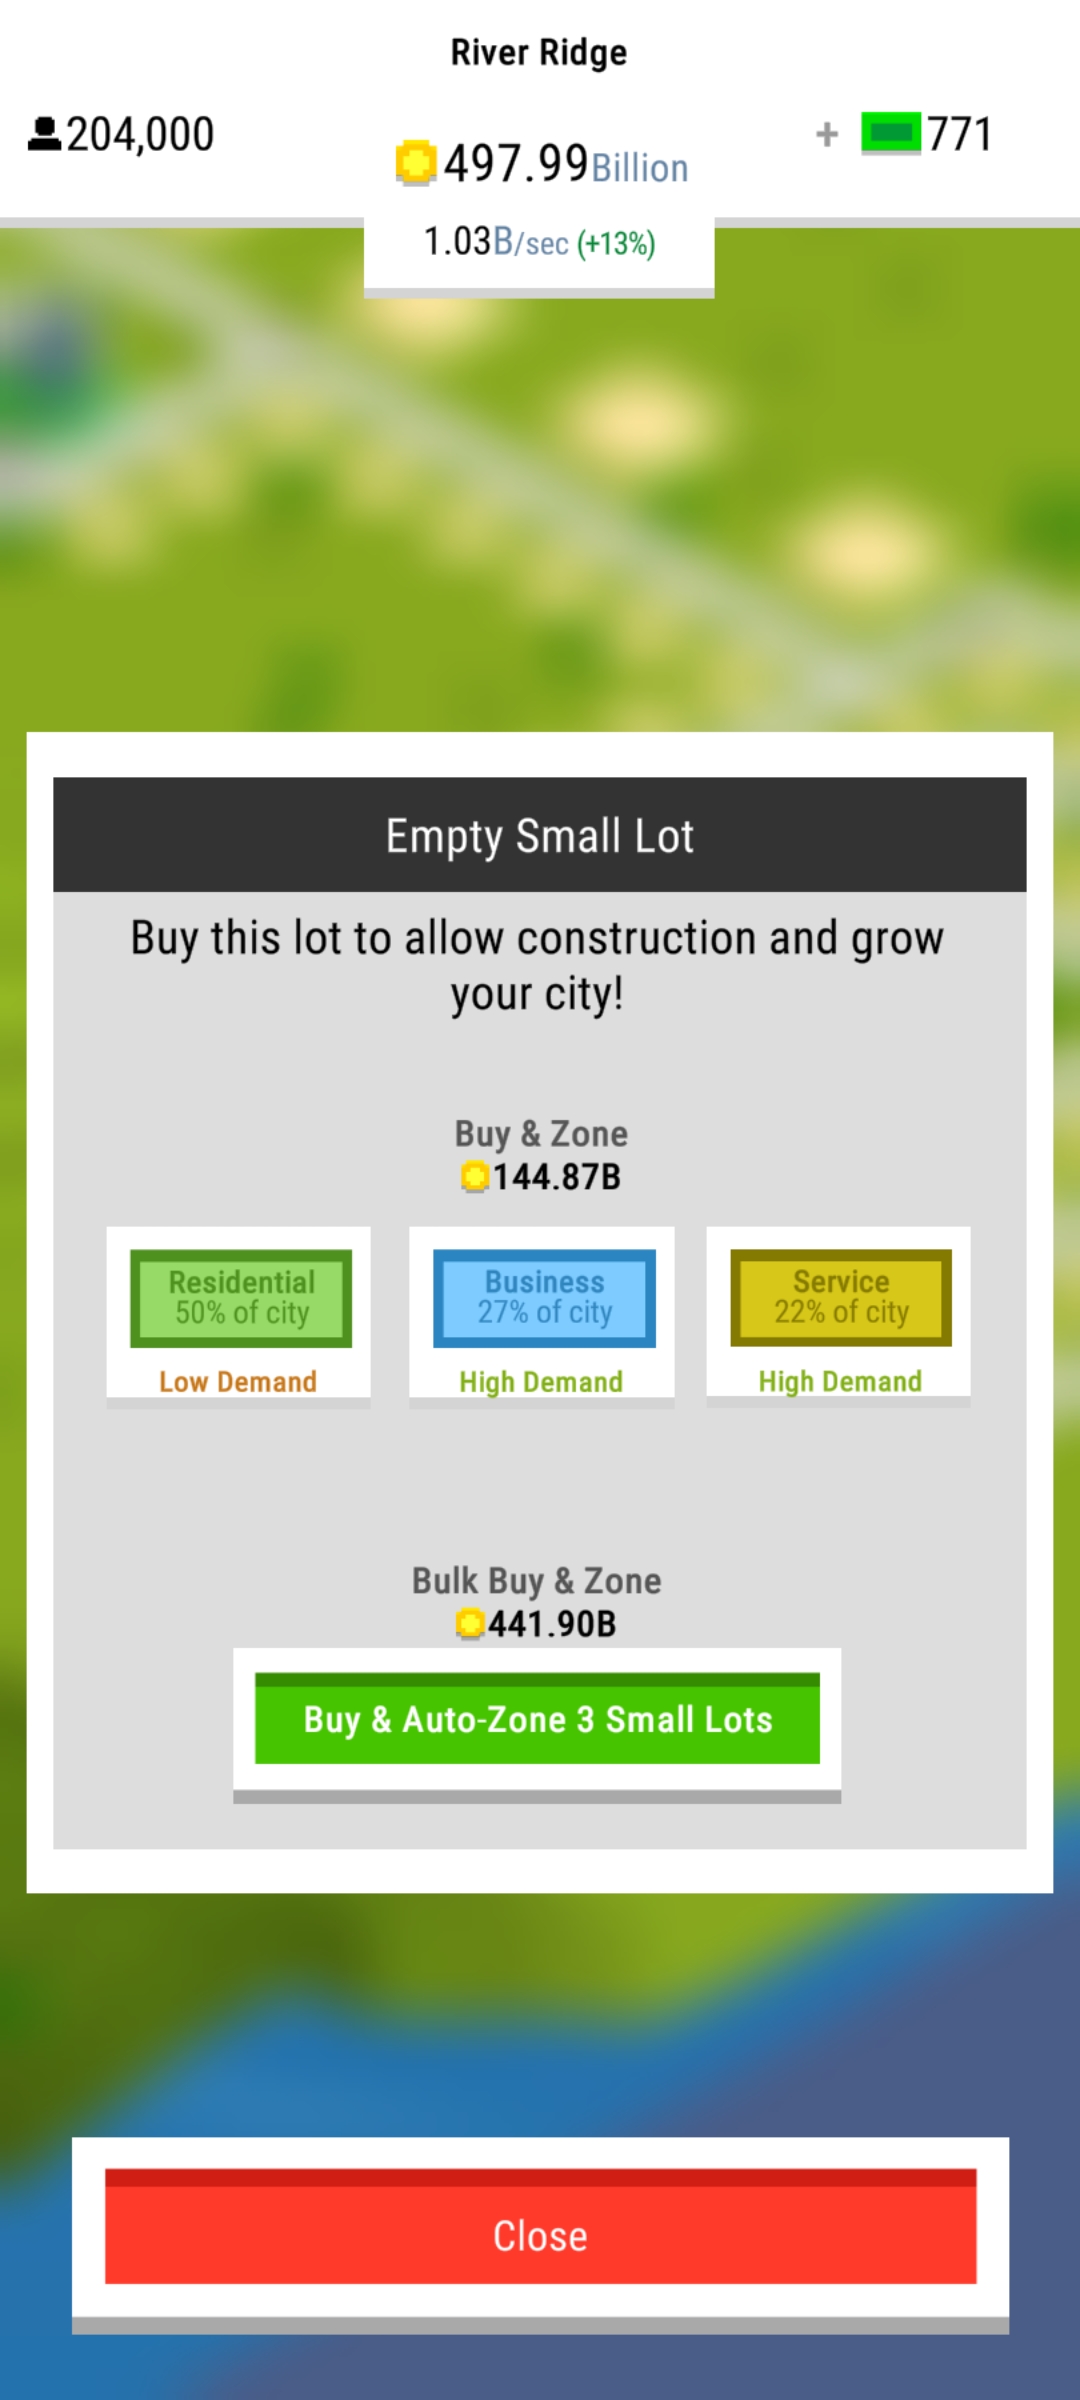 River Ridge
204,000
497.99Billion
+ 771
1.03B/sec (+13%)
Empty Small Lot
Buy this lot to allow construction and grow
your city!
Buy & Zone
144.87B
Residential
50% of city
Low Demand
Business
27% of city
High Demand
Service
22% of city
High Demand
Bulk Buy & Zone
441.90B
Buy & Auto-Zone 3 Small Lots
Close